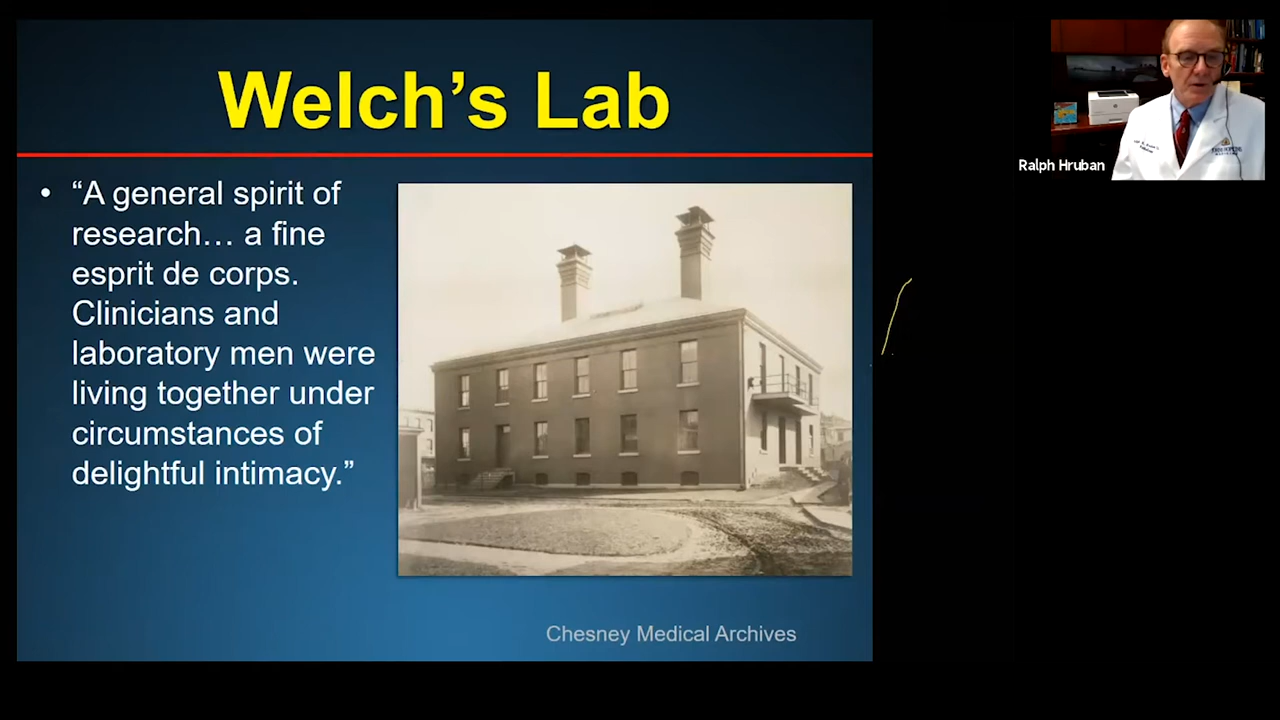 Welch’s Lab
• “A general spirit of
research… a fine
esprit de corps.
Clinicians and
laboratory men were
living together under
circumstances of
delightful intimacy.”
Chesney Medical Archives
Ralph Hruban